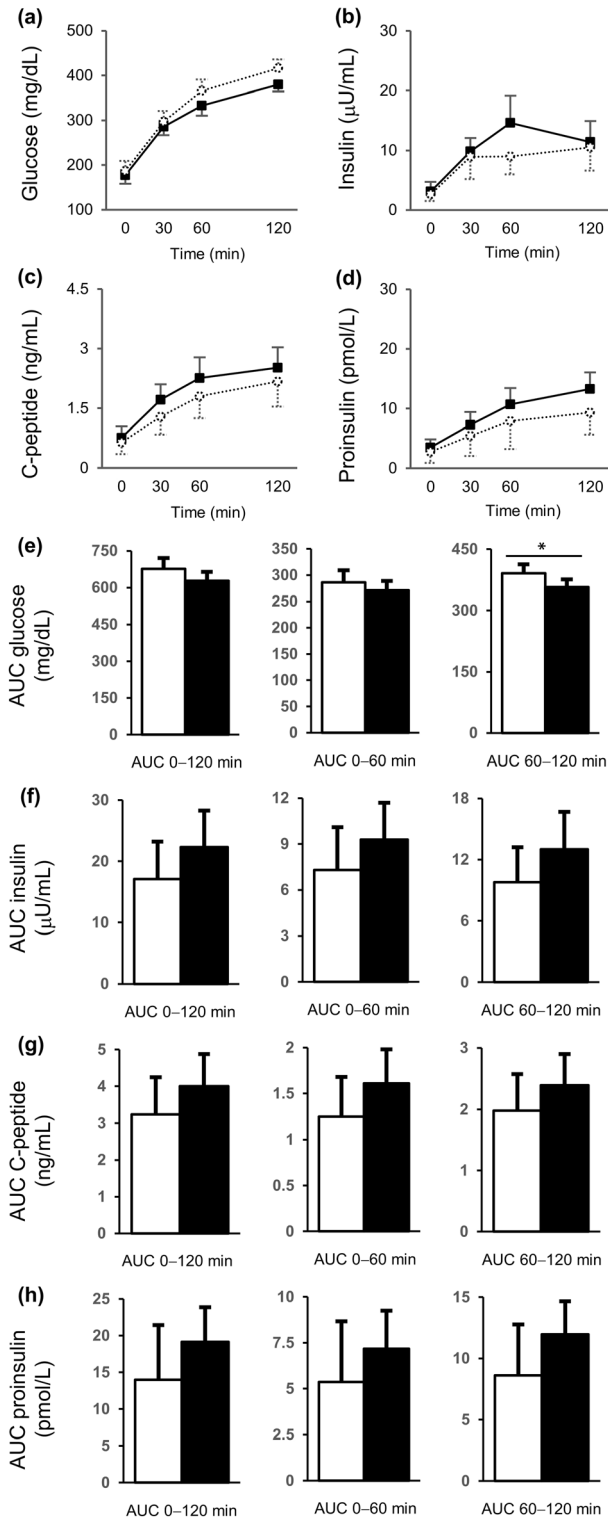 (a)
Glucose (mg/dL)
500
400
300
200
100
0 30 60 120
Time (min)
(b)
Insulin (μU/mL)
30
20
10
0
0 30 60 120
Time (min)
(c)
C-peptide (ng/mL)
4.5
3
1.5
0
0 30 60 120
Time (min)
(d)
Proinsulin (pmol/L)
30
20
10
0
0 30 60 120
Time (min)
(e)
AUC glucose
(mg/dL)
750
600
450
300
150
0
AUC 0–120 min
350
300
250
200
150
100
50
0
AUC 0–60 min
450
300
150
0
*
AUC 60–120 min
(f)
AUC insulin
(μU/mL)
30
20
10
0
AUC 0–120 min
12
9
6
3
0
AUC 0–60 min
18
12
6
0
AUC 60–120 min
(g)
AUC C-peptide
(ng/mL)
5
4
3
2
1
0
AUC 0–120 min
2
1.5
1
0.5
0
AUC 0–60 min
3
2
1
0
AUC 60–120 min
(h)
AUC proinsulin
(pmol/L)
25
20
15
10
5
0
AUC 0–120 min
10
7.5
5
2.5
0
AUC 0–60 min
15
10
5
0
AUC 60–120 min